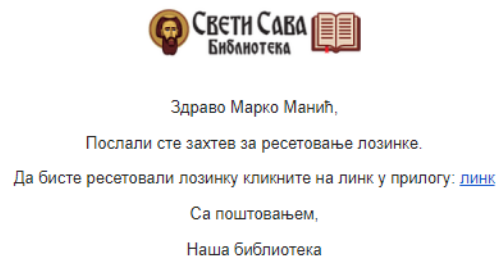 Свети Сава
Библиотека
Здраво Марко Манић,
Послали сте захтев за ресетовање лозинке.
Да бисте ресетовали лозинку кликните на линк у прилогу: линк
Са поштовањем,
Наша библиотека